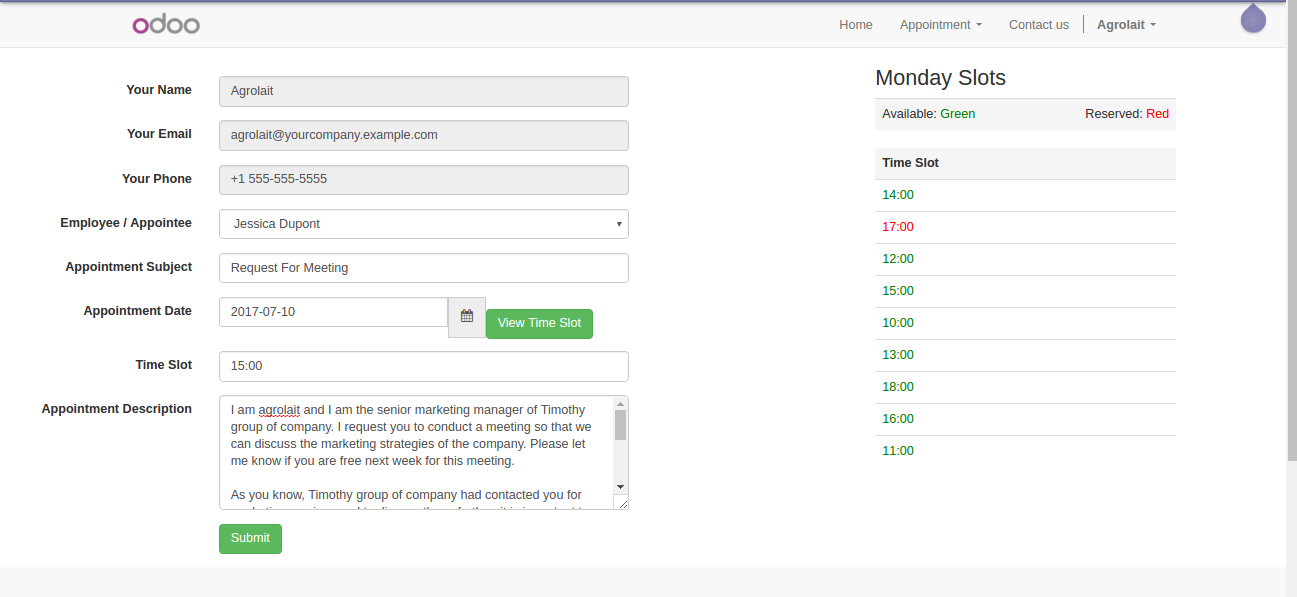 odoo
Home Appointment Contact us Agrolait
Your Name Agrolait
Your Email agrolait@yourcompany.example.com
Your Phone +1 555-555-5555
Employee / Appointee Jessica Dupont
Appointment Subject Request For Meeting
Appointment Date 2017-07-10 View Time Slot
Time Slot 15:00
Appointment Description I am agrolait and I am the senior marketing manager of Timothy
group of company. I request you to conduct a meeting so that we
can discuss the marketing strategies of the company. Please let
me know if you are free next week for this meeting.
As you know, Timothy group of company had contacted you for
Submit
Monday Slots
Available: Green Reserved: Red
Time Slot
14:00
17:00
12:00
15:00
10:00
13:00
18:00
16:00
11:00